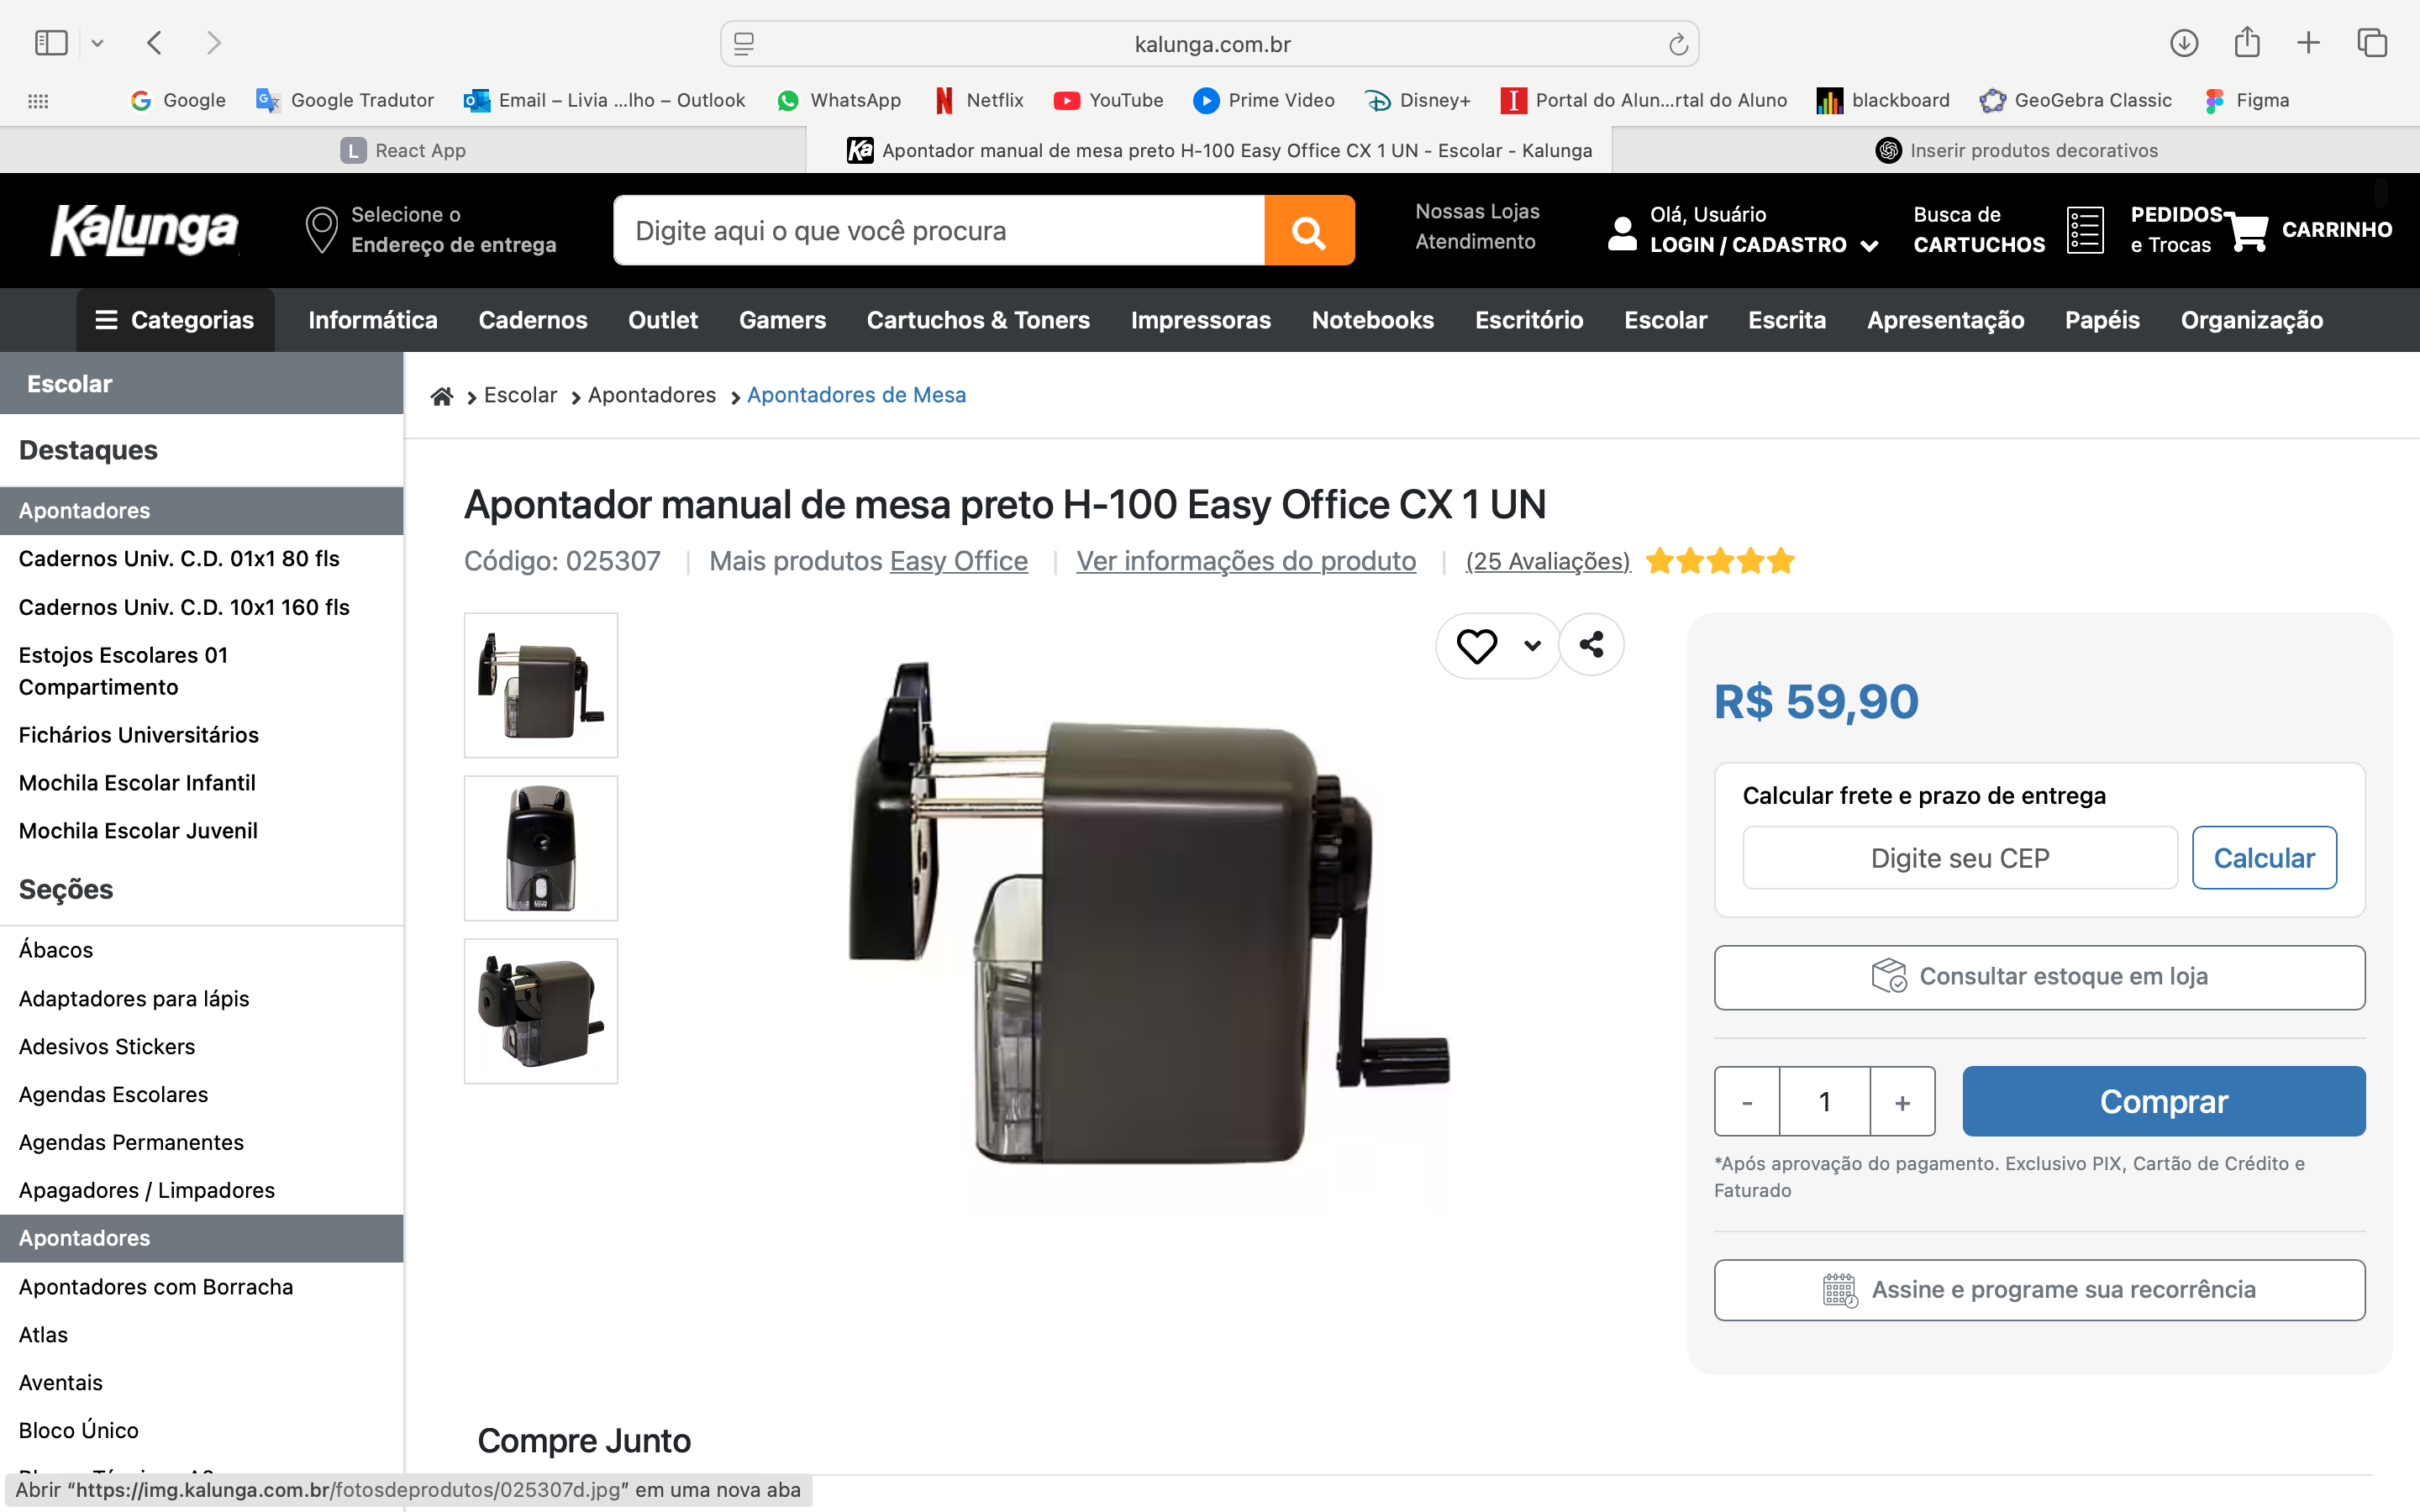 kalunga.com.br
Google
Google Tradutor
Email – Livia ...lho – Outlook
WhatsApp
Netflix
YouTube
Prime Video
Disney+
Portal do Alun...rtal do Aluno
blackboard
GeoGebra Classic
Figma
L React App
Ka Apontador manual de mesa preto H-100 Easy Office CX 1 UN - Escolar - Kalunga
Inserir produtos decorativos
Kalunga
Selecione o
Endereço de entrega
Digite aqui o que você procura
Nossas Lojas
Atendimento
Olá, Usuário
LOGIN / CADASTRO
Busca de
CARTUCHOS
PEDIDOS
e Trocas
CARRINHO
Categorias
Informática
Cadernos
Outlet
Gamers
Cartuchos & Toners
Impressoras
Notebooks
Escritório
Escolar
Escrita
Apresentação
Papéis
Organização
Escolar
Destaques
Apontadores
Cadernos Univ. C.D. 01x1 80 fls
Cadernos Univ. C.D. 10x1 160 fls
Estojos Escolares 01
Compartimento
Fichários Universitários
Mochila Escolar Infantil
Mochila Escolar Juvenil
Seções
Ábacos
Adaptadores para lápis
Adesivos Stickers
Agendas Escolares
Agendas Permanentes
Apagadores / Limpadores
Apontadores
Apontadores com Borracha
Atlas
Aventais
Bloco Único
Escolar
Apontadores
Apontadores de Mesa
Apontador manual de mesa preto H-100 Easy Office CX 1 UN
Código: 025307 | Mais produtos Easy Office | Ver informações do produto | (25 Avaliações)
R$ 59,90
Calcular frete e prazo de entrega
Digite seu CEP
Calcular
Consultar estoque em loja
- 1 +
Comprar
*Após aprovação do pagamento. Exclusivo PIX, Cartão de Crédito e
Faturado
Assine e programe sua recorrência
Compre Junto
Abrir “https://img.kalunga.com.br/fotosdeprodutos/025307d.jpg” em uma nova aba